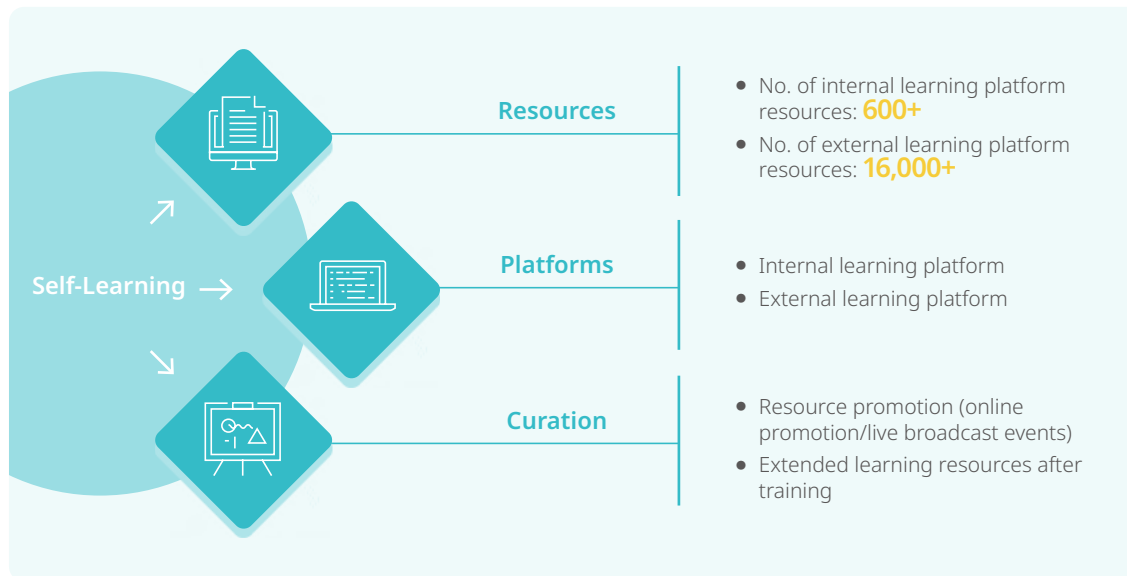 Self-Learning
Resources
● No. of internal learning platform
resources: 600+
● No. of external learning platform
resources: 16,000+
Platforms
● Internal learning platform
● External learning platform
Curation
● Resource promotion (online
promotion/live broadcast events)
● Extended learning resources after
training